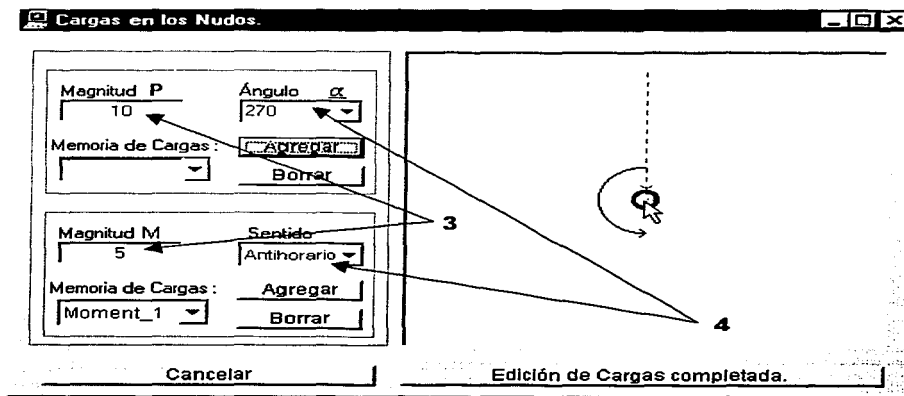 Cargas en los Nudos.
Magnitud P
10
Ángulo α
270
Memoria de Cargas :
Agregar
Borrar
3
Magnitud M
5
Sentido
Antihorario
Memoria de Cargas :
Moment_1
Agregar
Borrar
4
Cancelar
Edición de Cargas completada.